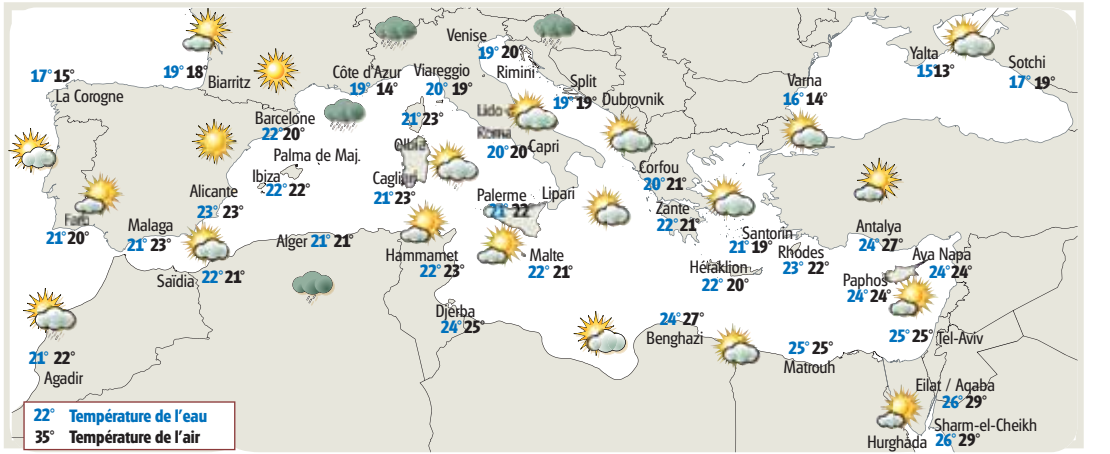 Venise
19° 20°
Rimini
Yalta
15° 13°
Sotchi
17° 19°
17° 15°
La Corogne
19° 18°
Biarritz
Côte d'Azur
19° 14°
Viareggio
20° 19°
Split
19° 19°
Dubrovnik
Varna
16° 14°
Barcelone
22° 20°
21° 23°
Olbia
Lido
Roma
20° 20°
Capri
Palma de Maj.
Ibiza
22° 22°
Cagliari
21° 23°
Corfou
20° 21°
Alicante
23° 23°
Palerme
21° 22°
Lipari
Zante
22° 21°
Faro
21° 20°
Malaga
21° 23°
Alger 21° 21°
Santorin
21° 19°
Rhodes
23° 22°
Antalya
24° 27°
Aya Napa
24° 24°
Saïdia
22° 21°
Hammamet
22° 23°
Malte
22° 21°
Héraklion
22° 20°
Paphos
24° 24°
Djerba
24° 25°
24° 27°
Benghazi
25° 25°
Matrouh
25° 25°
Tel-Aviv
21° 22°
Agadir
Eilat / Aqaba
26° 29°
Sharm-el-Cheikh
26° 29°
Hurghada
22° Température de l'eau
35° Température de l'air